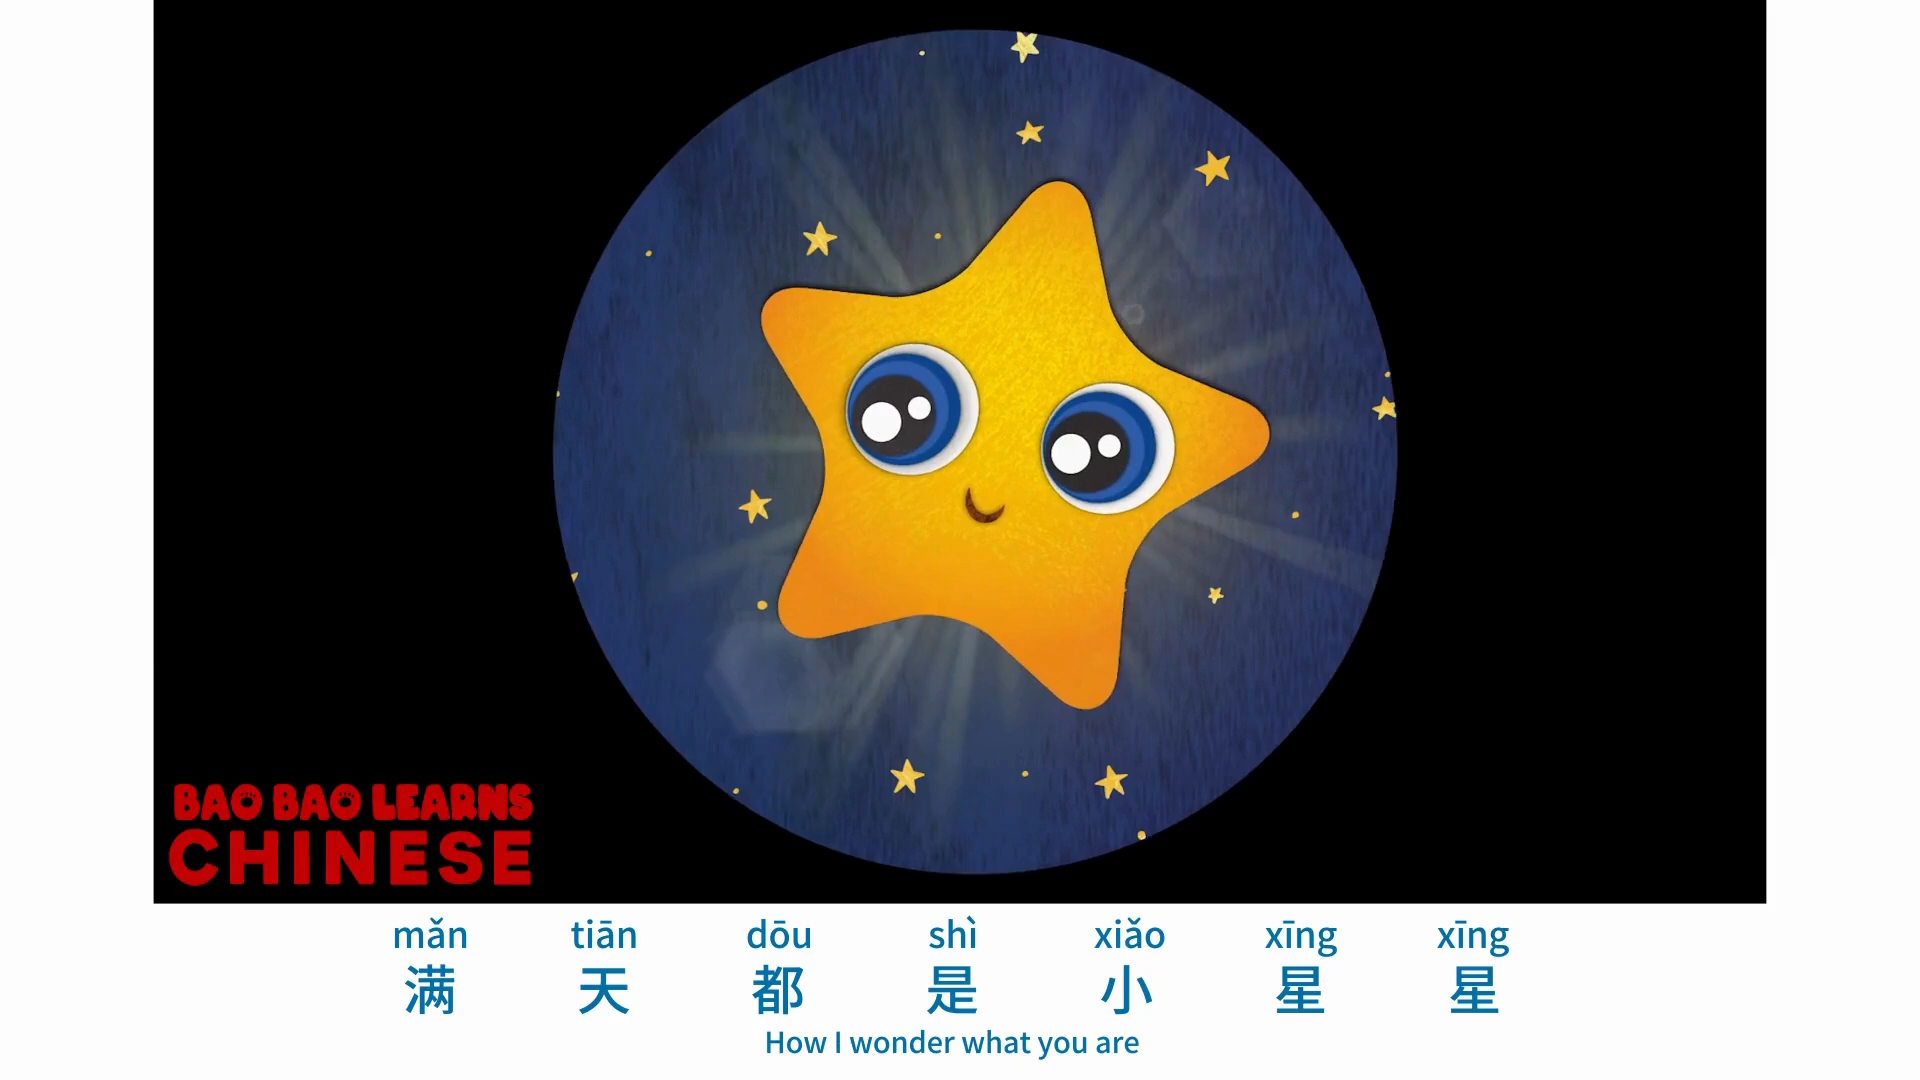 BAO BAO LEARNS
CHINESE
mǎn tiān dōu shì xiǎo xīng xīng
满 天 都 是 小 星 星
How I wonder what you are